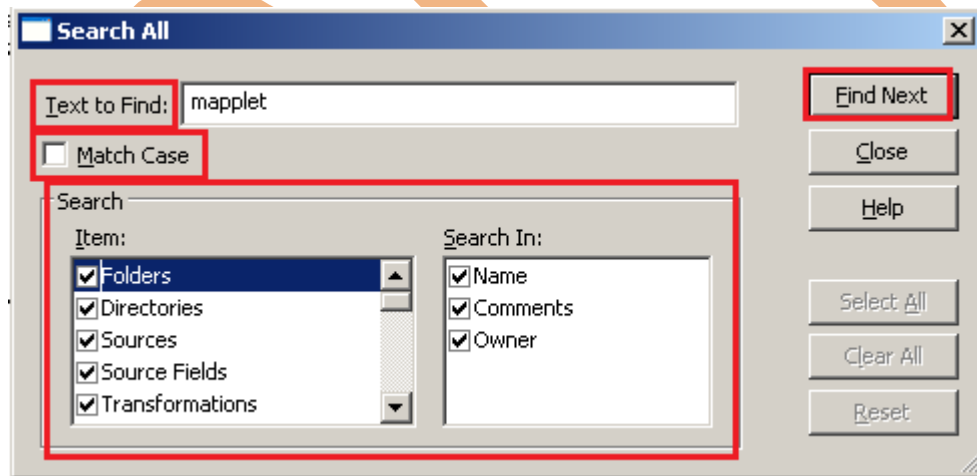 Search All
Text to Find: mapplet
Find Next
Match Case
Close
Search
Help
Item:
Search In:
Folders
Name
Directories
Comments
Select All
Sources
Owner
Clear All
Source Fields
Transformations
Reset